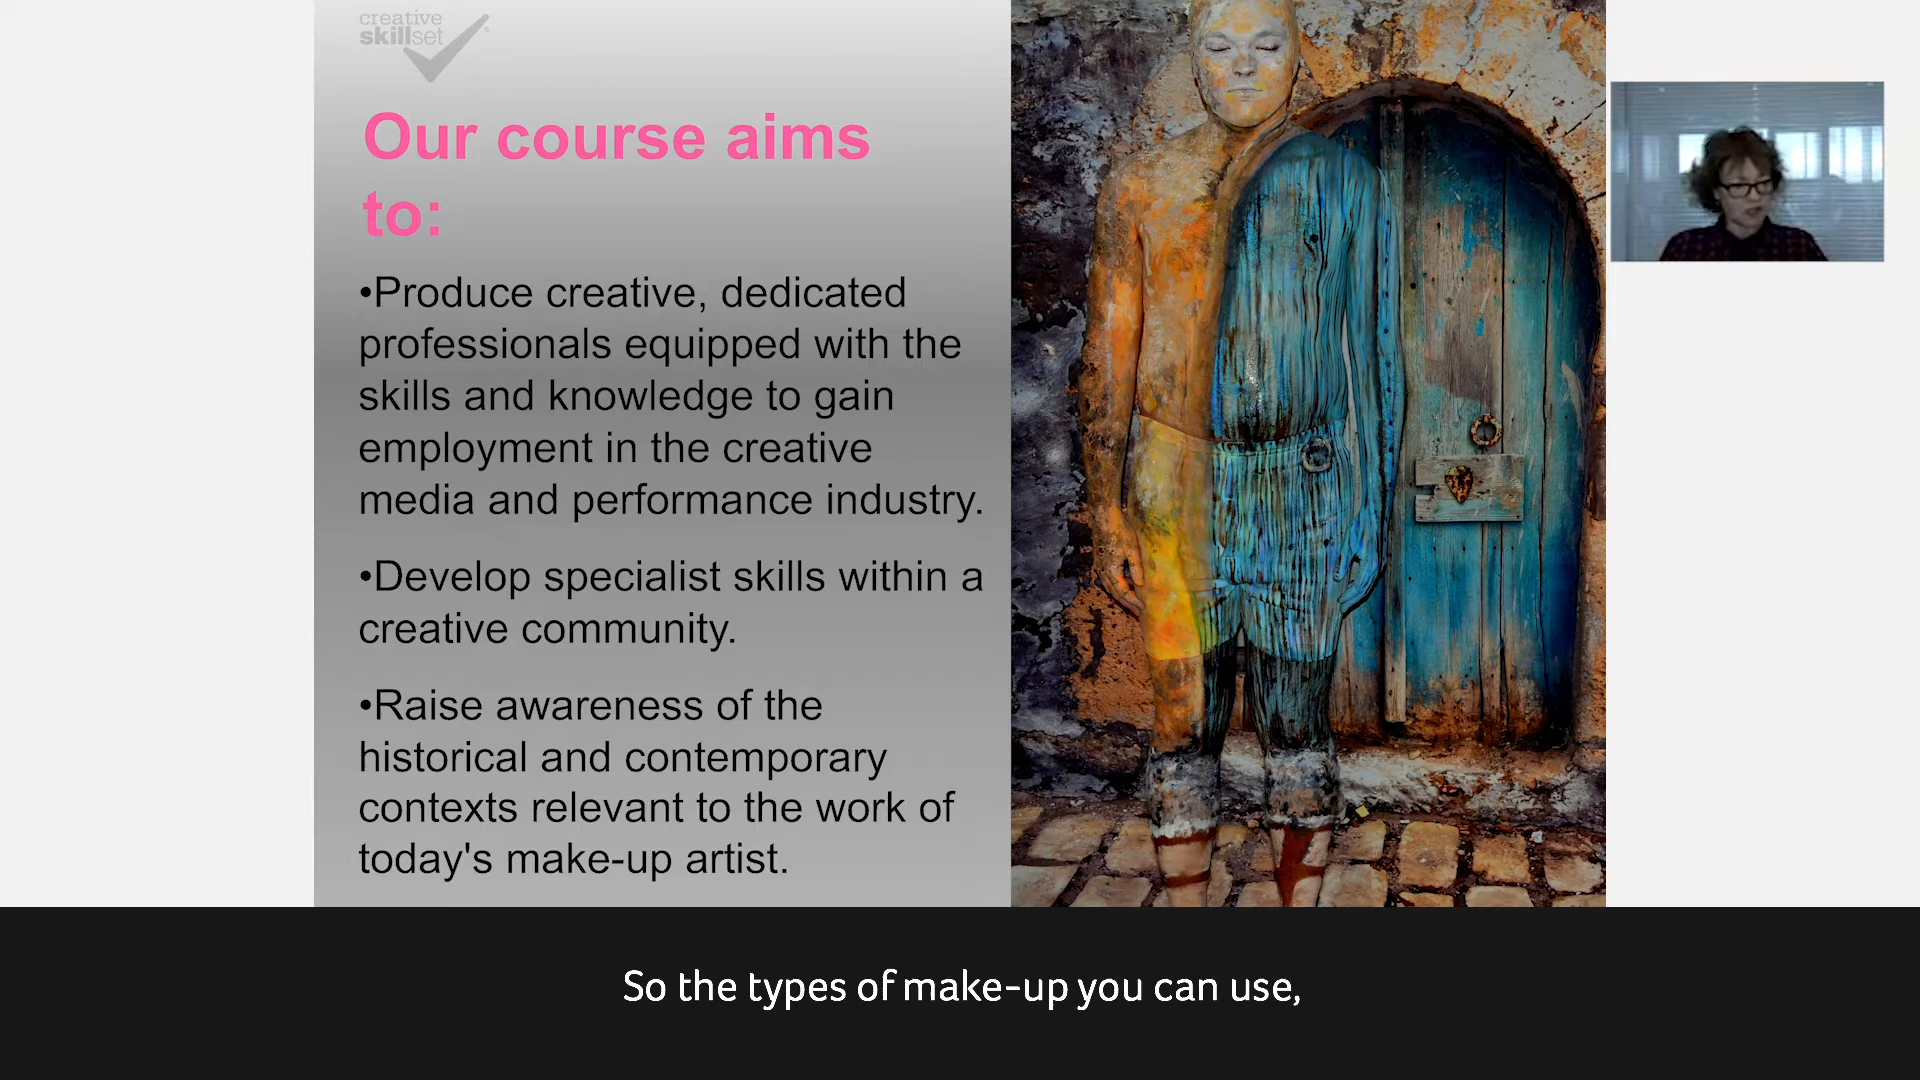 creative
skillset
Our course aims
to:
•Produce creative, dedicated
professionals equipped with the
skills and knowledge to gain
employment in the creative
media and performance industry.
•Develop specialist skills within a
creative community.
•Raise awareness of the
historical and contemporary
contexts relevant to the work of
today's make-up artist.
So the types of make-up you can use,